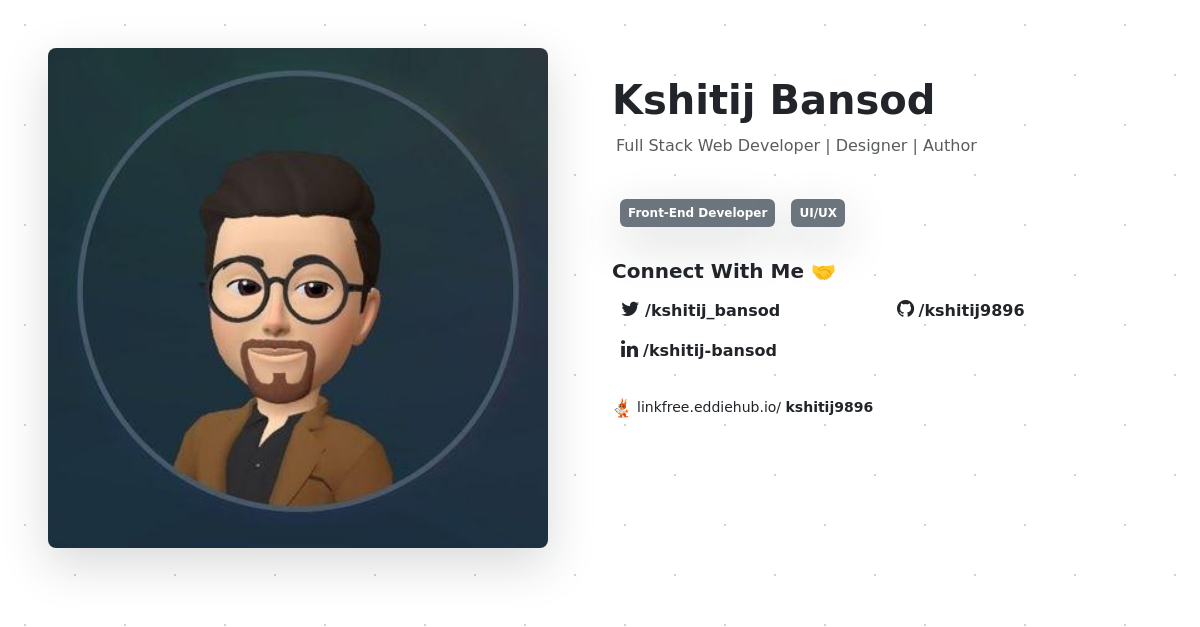 Kshitij Bansod
Full Stack Web Developer | Designer | Author
Front-End Developer UI/UX
Connect With Me 🤝
/kshitij_bansod /kshitij9896
/kshitij-bansod
linkfree.eddiehub.io/ kshitij9896